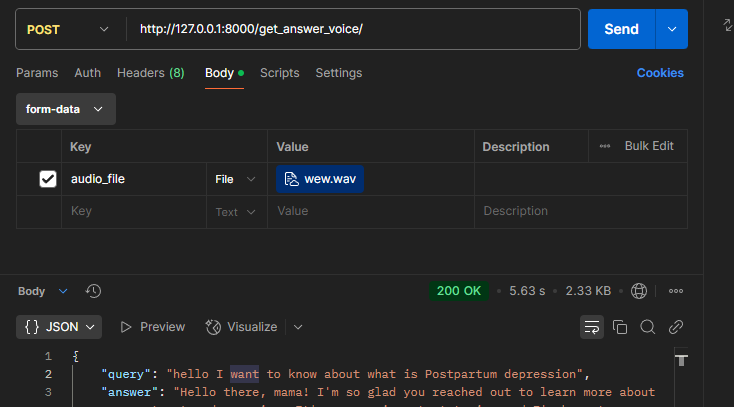 POST http://127.0.0.1:8000/get_answer_voice/ Send
Params Auth Headers (8) Body Scripts Settings Cookies
form-data
Key Value Description Bulk Edit
audio_file File wew.wav
Key Text Value Description
Body 200 OK 5.63 s 2.33 KB
{} JSON Preview Visualize
1 {
2 "query": "hello I want to know about what is Postpartum depression",
3 "answer": "Hello there, mama! I'm so glad you reached out to learn more about